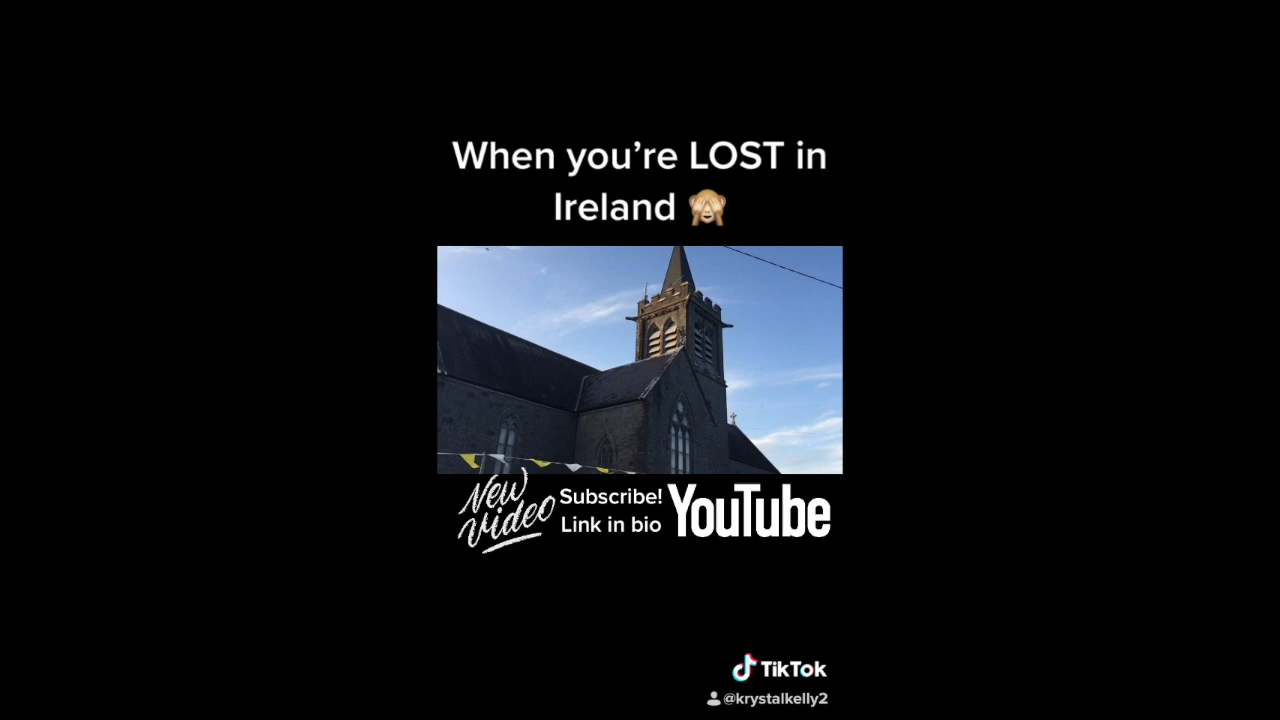 When you’re LOST in
Ireland 🙈
New
Video
Subscribe!
Link in bio
YouTube
TikTok
@krystalkelly2